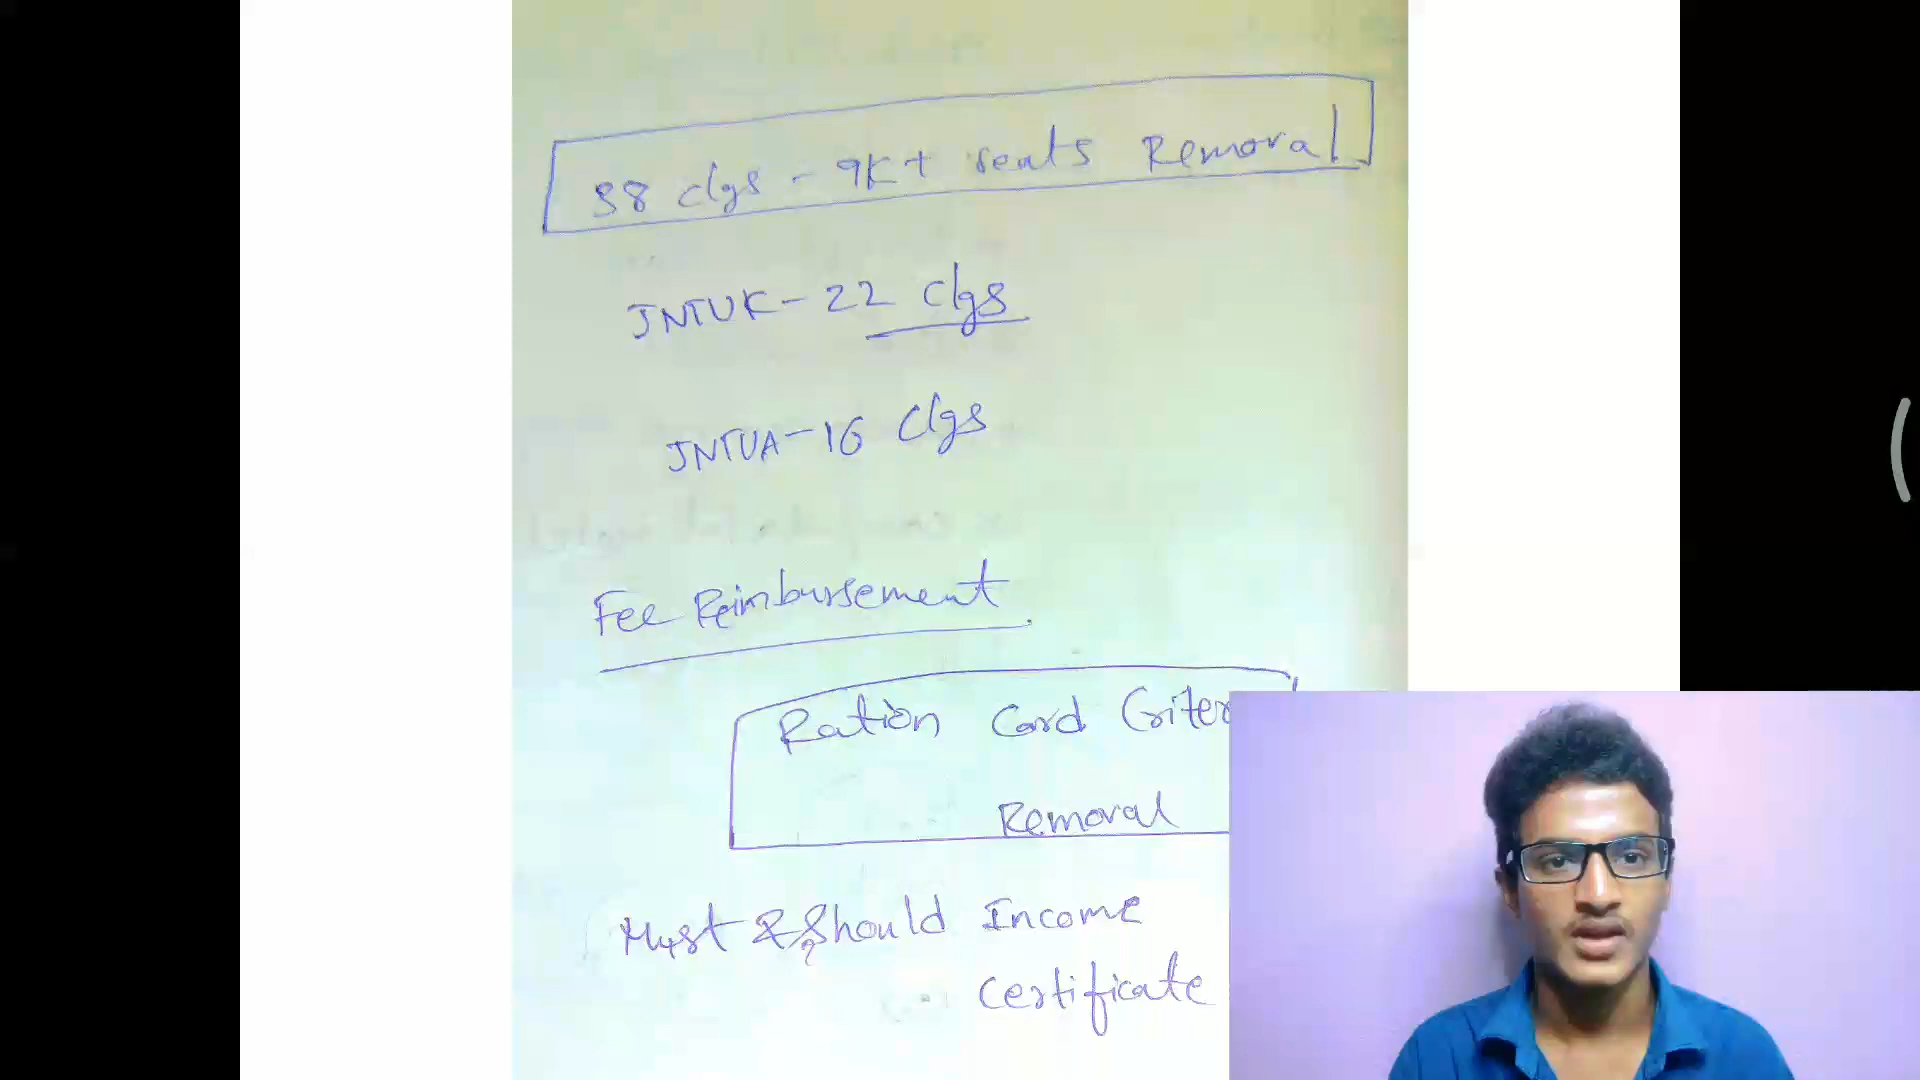 38 clgs - 9K+ seats Removal
JNTUK - 22 clgs
JNTUA - 16 clgs
Fee Reimbursement
Ration Card Criter
Removal
Must & Should Income
Certificate